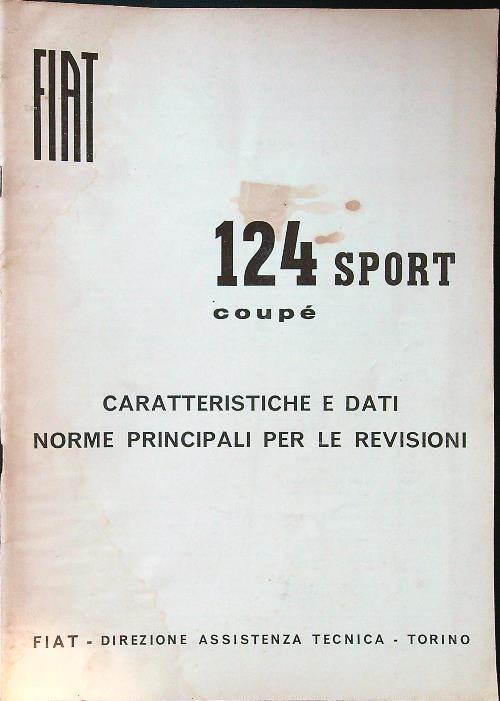 FIAT
124 SPORT
coupé
CARATTERISTICHE E DATI
NORME PRINCIPALI PER LE REVISIONI
FIAT - DIREZIONE ASSISTENZA TECNICA - TORINO